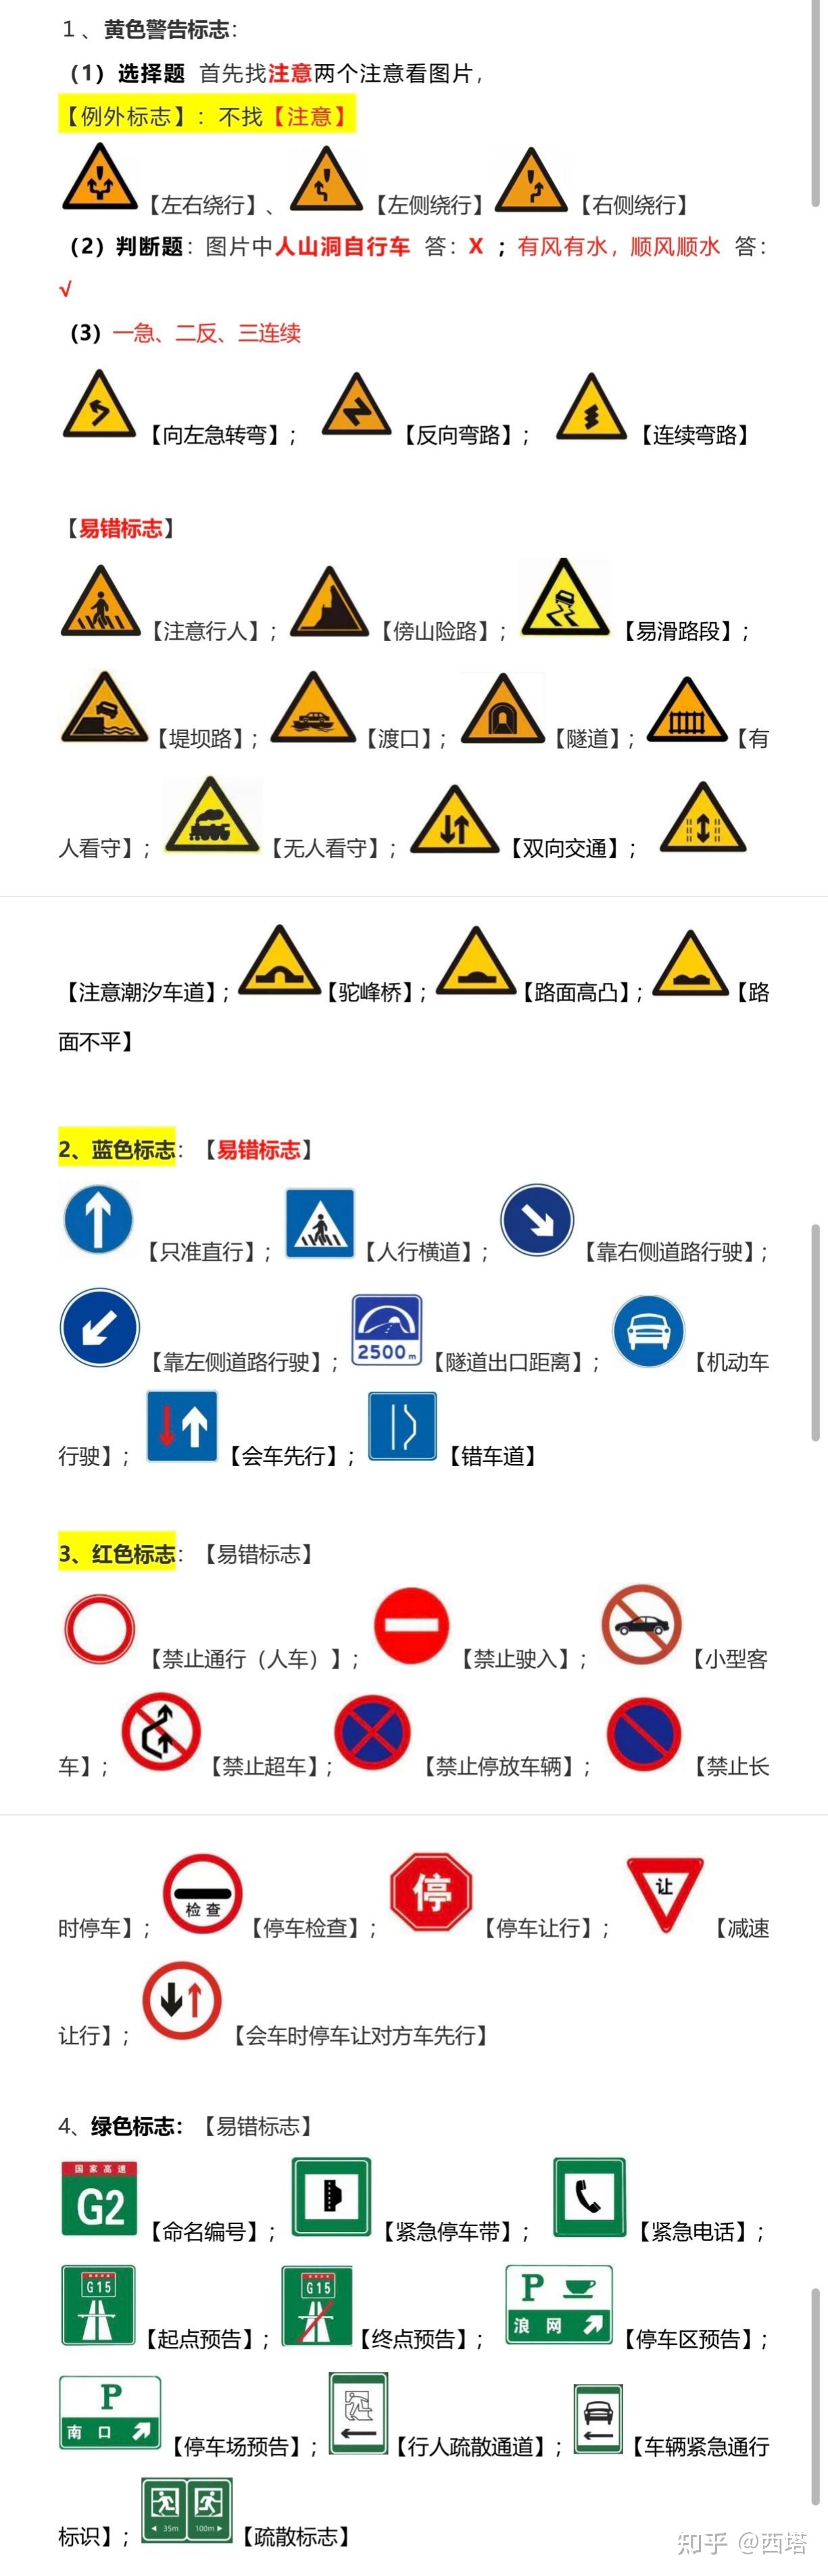 1、黄色警告标志：
（1）选择题 首先找注意两个注意看图片，
【例外标志】：不找【注意】
【左右绕行】、【左侧绕行】【右侧绕行】
（2）判断题：图片中人山洞自行车 答：X ；有风有水，顺风顺水 答：
√
（3）一急、二反、三连续
【向左急转弯】； 【反向弯路】； 【连续弯路】
【易错标志】
【注意行人】； 【傍山险路】； 【易滑路段】；
【堤坝路】； 【渡口】； 【隧道】； 【有
人看守】； 【无人看守】； 【双向交通】；
【注意潮汐车道】； 【驼峰桥】； 【路面高凸】； 【路
面不平】
2、蓝色标志：【易错标志】
【只准直行】； 【人行横道】； 【靠右侧道路行驶】；
2500m
【靠左侧道路行驶】； 【隧道出口距离】； 【机动车
行驶】； 【会车先行】； 【错车道】
3、红色标志：【易错标志】
【禁止通行（人车）】； 【禁止驶入】； 【小型客
车】； 【禁止超车】； 【禁止停放车辆】； 【禁止长
检查 停 让
时停车】； 【停车检查】； 【停车让行】； 【减速
让行】； 【会车时停车让对方车先行】
4、绿色标志：【易错标志】
国家高速
G2
【命名编号】； 【紧急停车带】； 【紧急电话】；
G15 G15 P
浪网
【起点预告】； 【终点预告】； 【停车区预告】；
P
南口
【停车场预告】； 【行人疏散通道】； 【车辆紧急通行
35m 100m
标识】； 【疏散标志】
知乎 @西塔